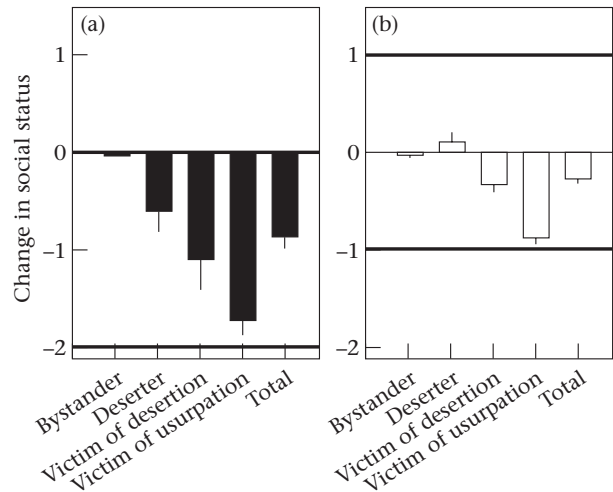 (a)
(b)
Change in social status
1
0
−1
−2
1
0
−1
−2
Bystander
Deserter
Victim of desertion
Victim of usurpation
Total
Bystander
Deserter
Victim of desertion
Victim of usurpation
Total